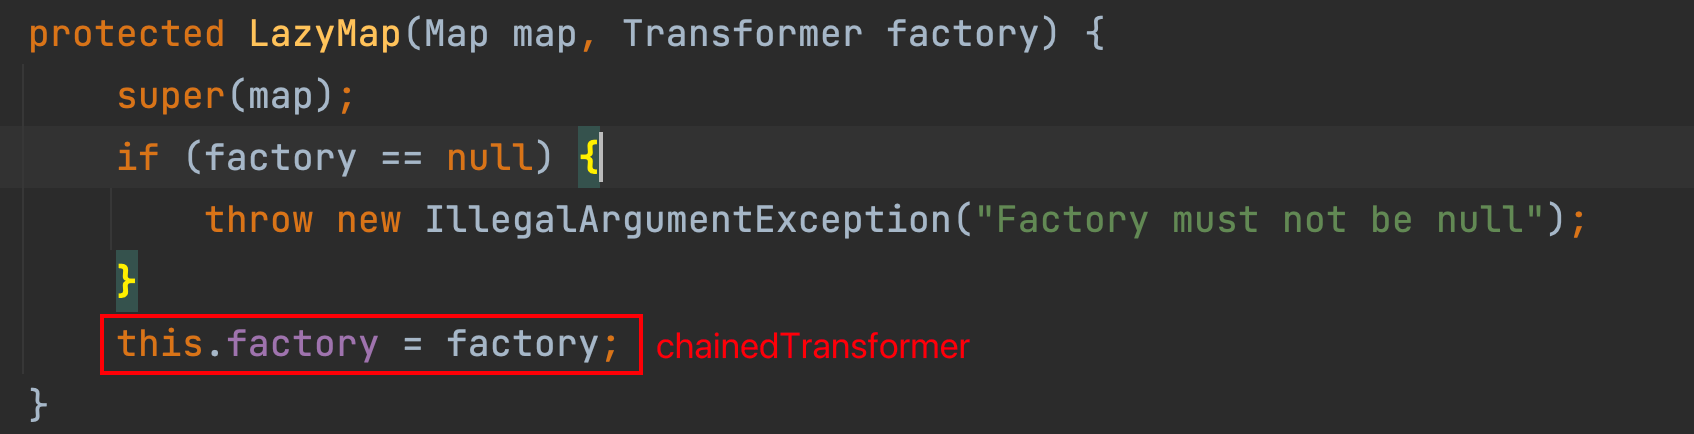 protected LazyMap(Map map, Transformer factory) {
super(map);
if (factory == null) {
throw new IllegalArgumentException("Factory must not be null");
}
this.factory = factory; chainedTransformer
}